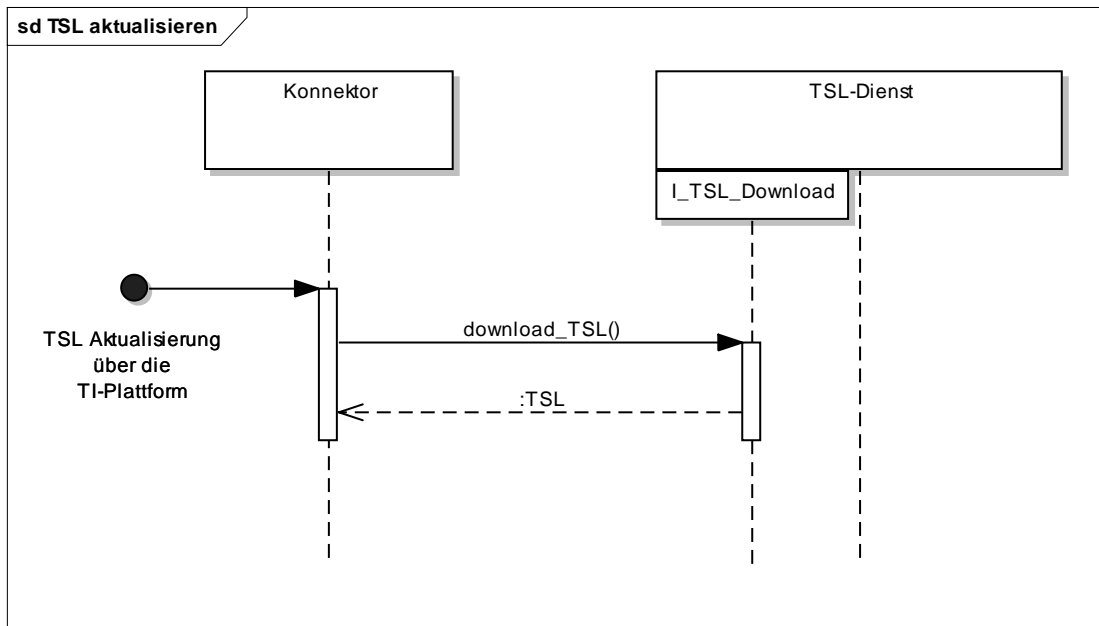 sd TSL aktualisieren
Konnektor
TSL-Dienst
I_TSL_Download
TSL Aktualisierung
über die
TI-Plattform
download_TSL()
:TSL